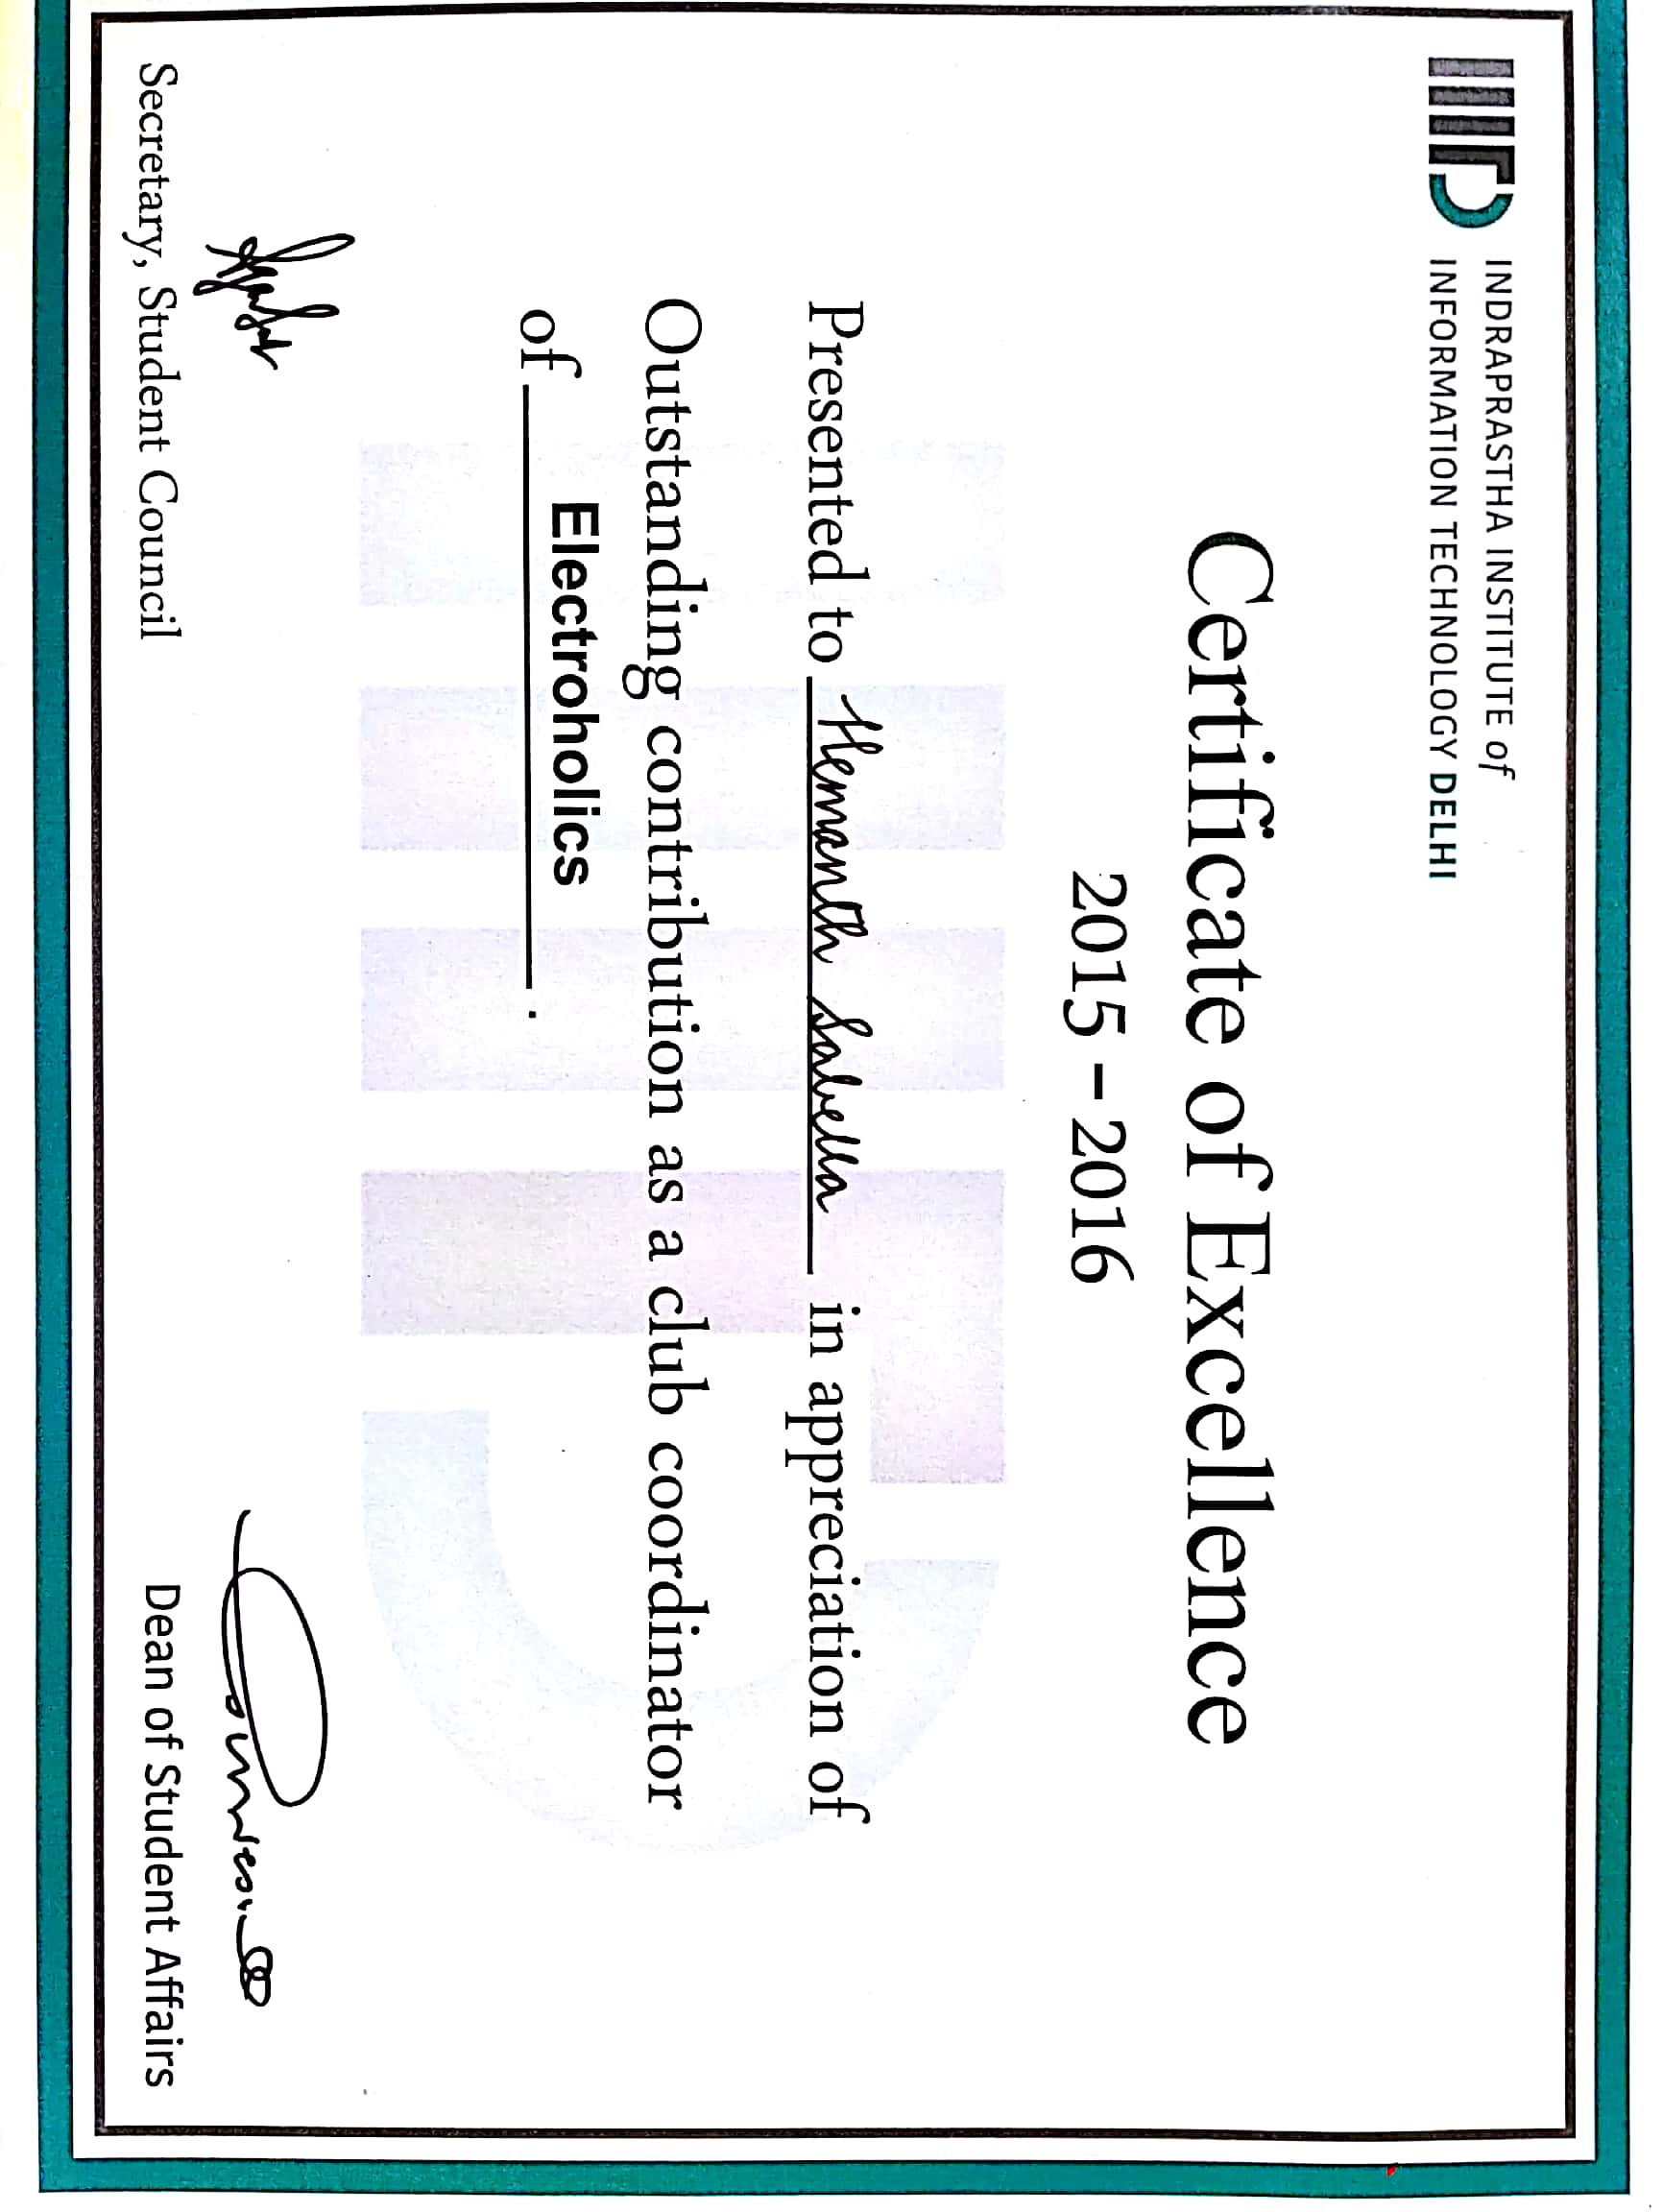 IIITD
INDRAPRASTHA INSTITUTE of
INFORMATION TECHNOLOGY DELHI
Certificate of Excellence
2015 – 2016
Presented to Hemanth Sabella in appreciation of
Outstanding contribution as a club coordinator
of Electroholics .
Secretary, Student Council
Dean of Student Affairs